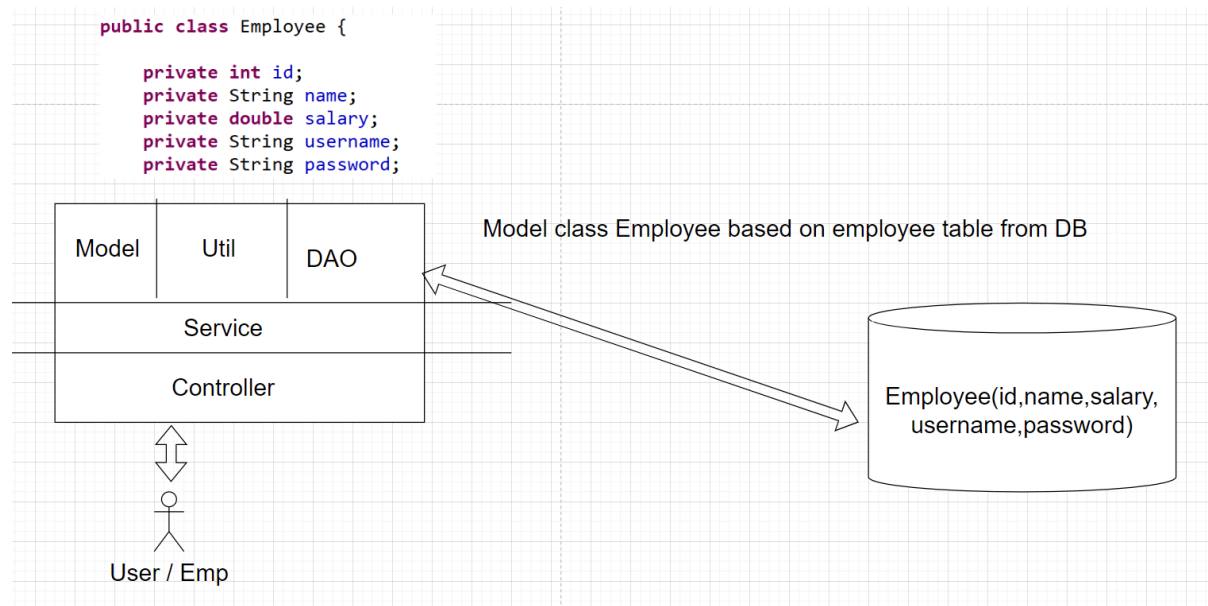 public class Employee {
private int id;
private String name;
private double salary;
private String username;
private String password;
Model
Util
DAO
Model class Employee based on employee table from DB
Service
Controller
Employee(id,name,salary,
username,password)
User / Emp